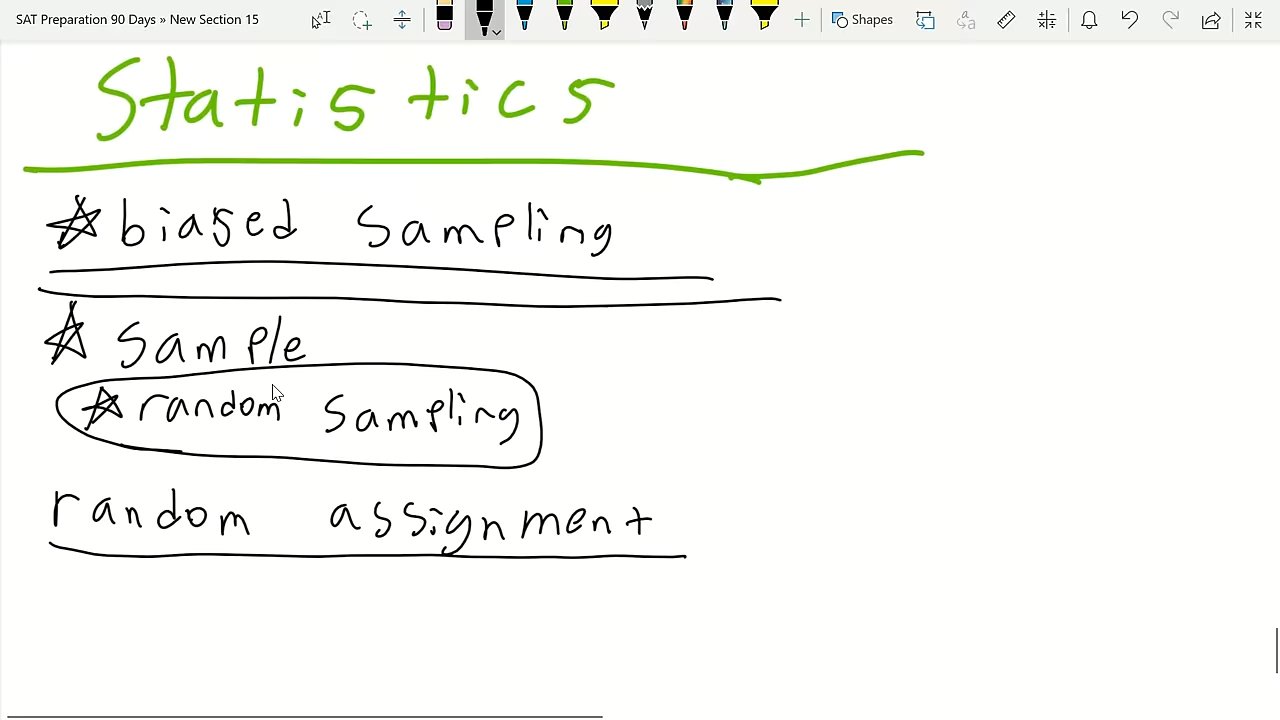 SAT Preparation 90 Days » New Section 15
Shapes
Statistics
☆ biased sampling
☆ sample
☆ random sampling
random assignment